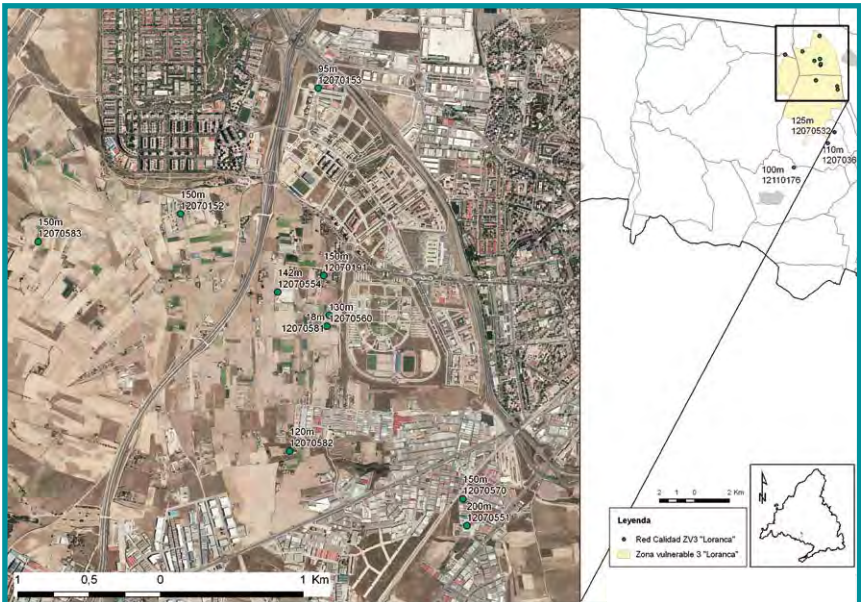 95m
12070153
150m
12070152
150m
12070583
150m
12070191
142m
12070554
130m
12070560
18m
12070581
120m
12070582
150m
12070570
200m
12070551
1 0,5 0 1 Km
125m
12070532
110m
1207036
100m
12110176
2 1 0 2 Km
N
Leyenda
Red Calidad ZV3 "Loranca"
Zona vulnerable 3 "Loranca"